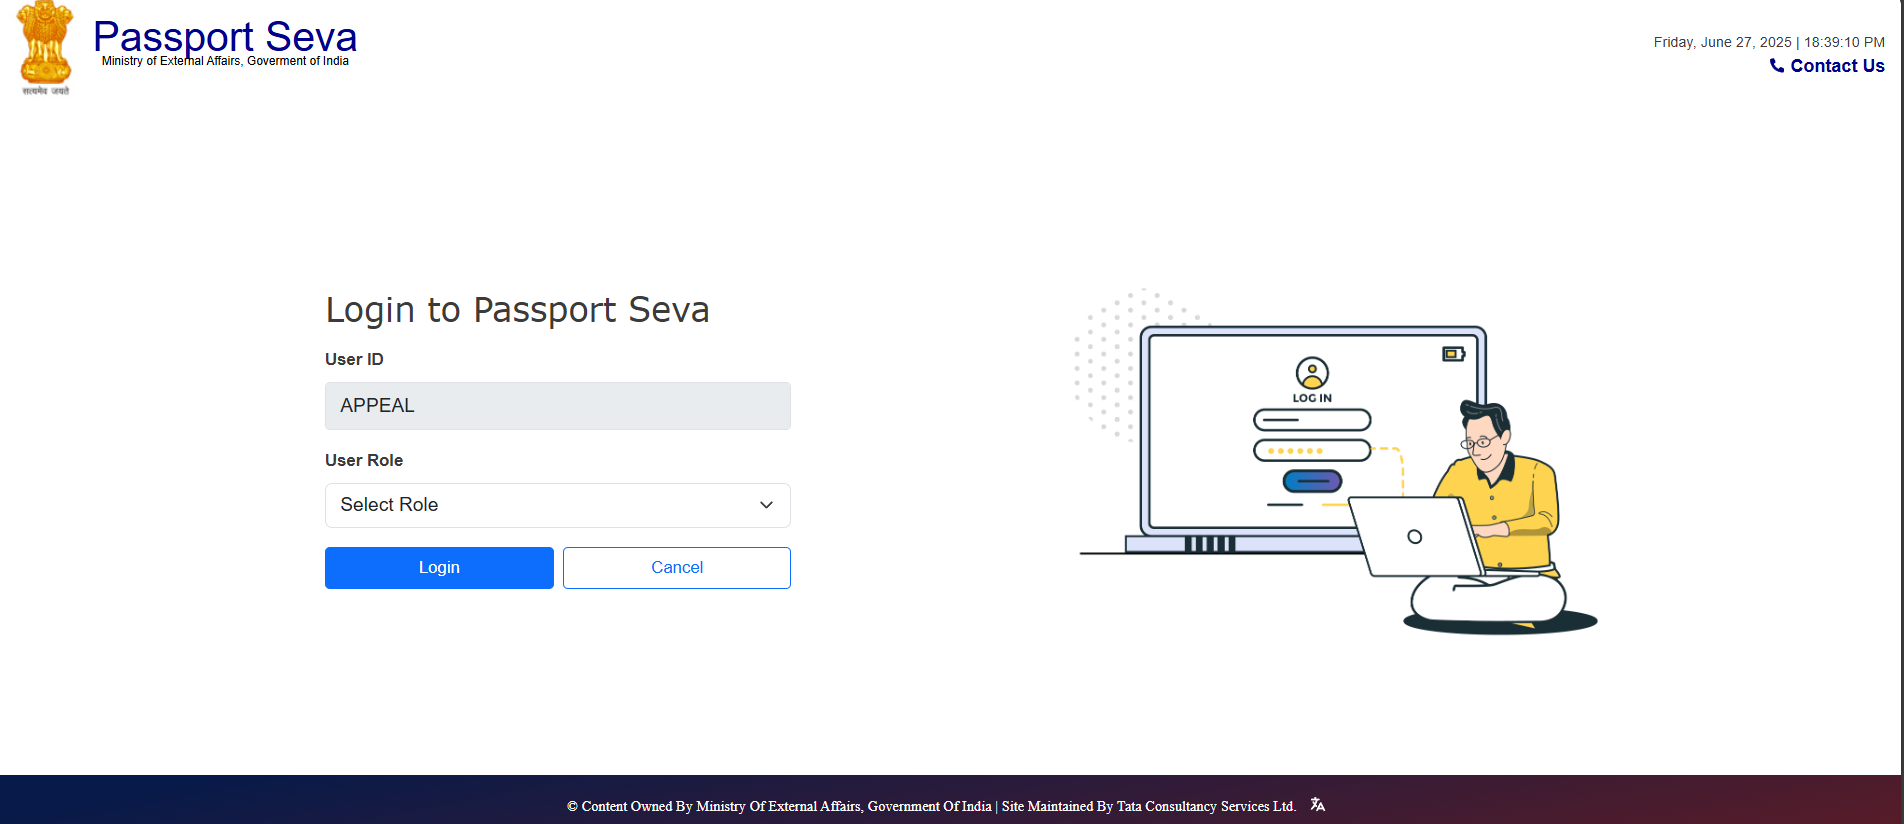 Passport Seva
Ministry of External Affairs, Goverment of India
सत्यमेव जयते
Friday, June 27, 2025 | 18:39:10 PM
Contact Us
Login to Passport Seva
User ID
APPEAL
User Role
Select Role
Login
Cancel
LOG IN
© Content Owned By Ministry Of External Affairs, Government Of India | Site Maintained By Tata Consultancy Services Ltd.